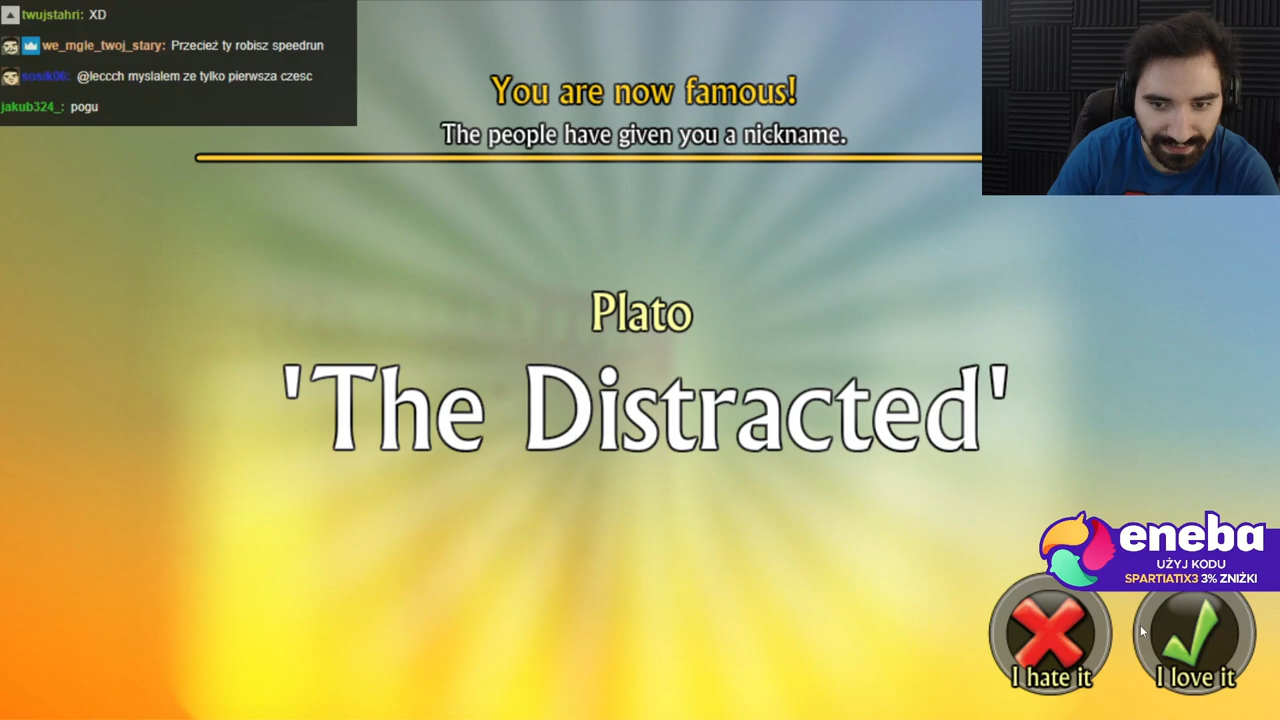 twujstahri: XD
we_mgle_twoj_stary: Przecież ty robisz speedrun
sosik06: @leccch myslalem ze tylko pierwsza czesc
jakub324_: pogu
You are now famous!
The people have given you a nickname.
Plato
'The Distracted'
eneba
UŻYJ KODU
SPARTIATIX3 3% ZNIŻKI
I hate it
I love it